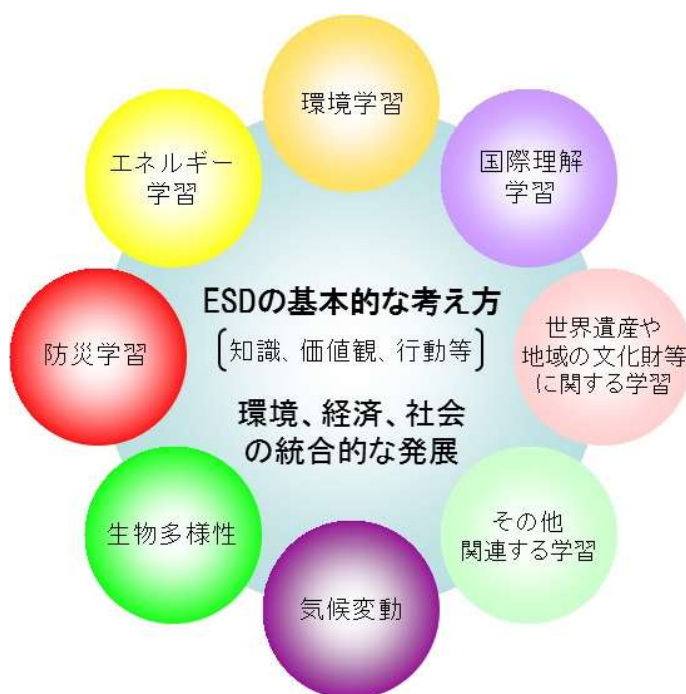 環境学習
国際理解
学習
世界遺産や
地域の文化財等
に関する学習
その他
関連する学習
気候変動
生物多様性
防災学習
エネルギー
学習
ESDの基本的な考え方
[知識、価値観、行動等]
環境、経済、社会
の統合的な発展